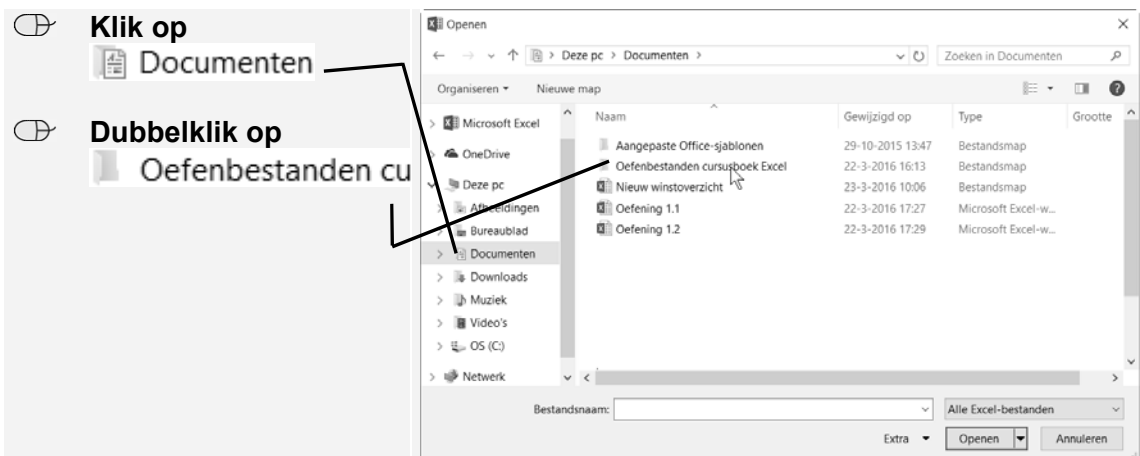 Klik op
Documenten
Dubbelklik op
Oefenbestanden cu
Openen
Deze pc > Documenten >
Zoeken in Documenten
Organiseren
Nieuwe map
Microsoft Excel
OneDrive
Deze pc
Afbeeldingen
Bureaublad
Documenten
Downloads
Muziek
Video's
OS (C:)
Netwerk
Naam Gewijzigd op Type Grootte
Aangepaste Office-sjablonen 29-10-2015 13:47 Bestandsmap
Oefenbestanden cursusboek Excel 22-3-2016 16:13 Bestandsmap
Nieuw winstoverzicht 23-3-2016 10:06 Bestandsmap
Oefening 1.1 22-3-2016 17:27 Microsoft Excel-w...
Oefening 1.2 22-3-2016 17:29 Microsoft Excel-w...
Bestandsnaam:
Alle Excel-bestanden
Extra
Openen
Annuleren